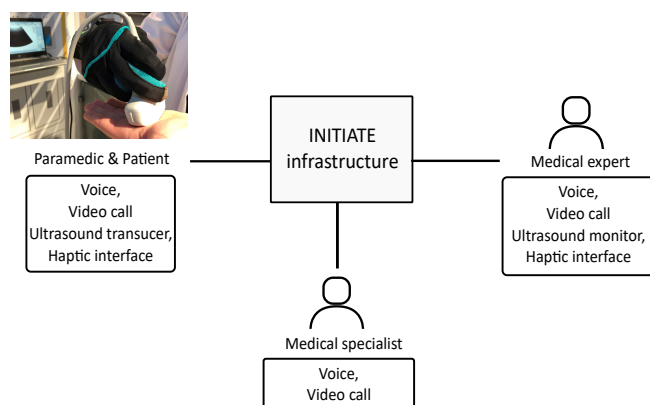 INITIATE
infrastructure
Paramedic & Patient
Voice,
Video call
Ultrasound transucer,
Haptic interface
Medical expert
Voice,
Video call
Ultrasound monitor,
Haptic interface
Medical specialist
Voice,
Video call